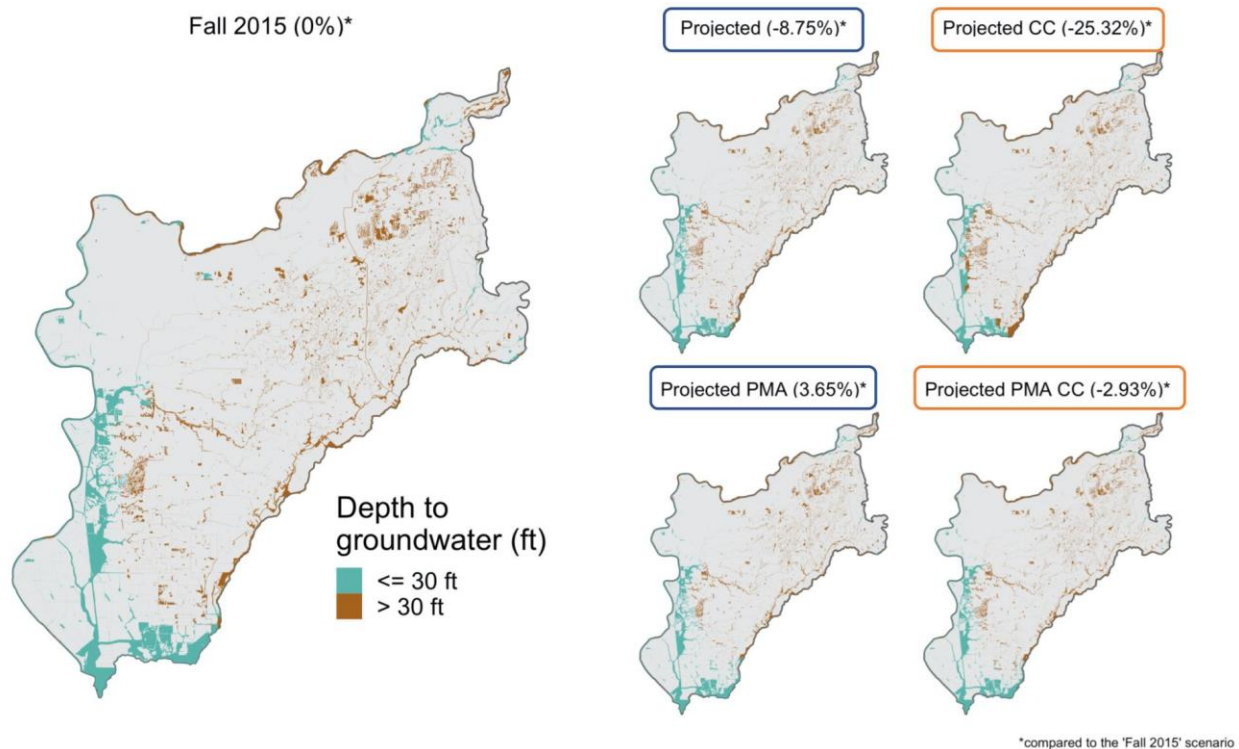 Fall 2015 (0%)*
Projected (-8.75%)*
Projected CC (-25.32%)*
Projected PMA (3.65%)*
Projected PMA CC (-2.93%)*
Depth to
groundwater (ft)
<= 30 ft
> 30 ft
*compared to the 'Fall 2015' scenario